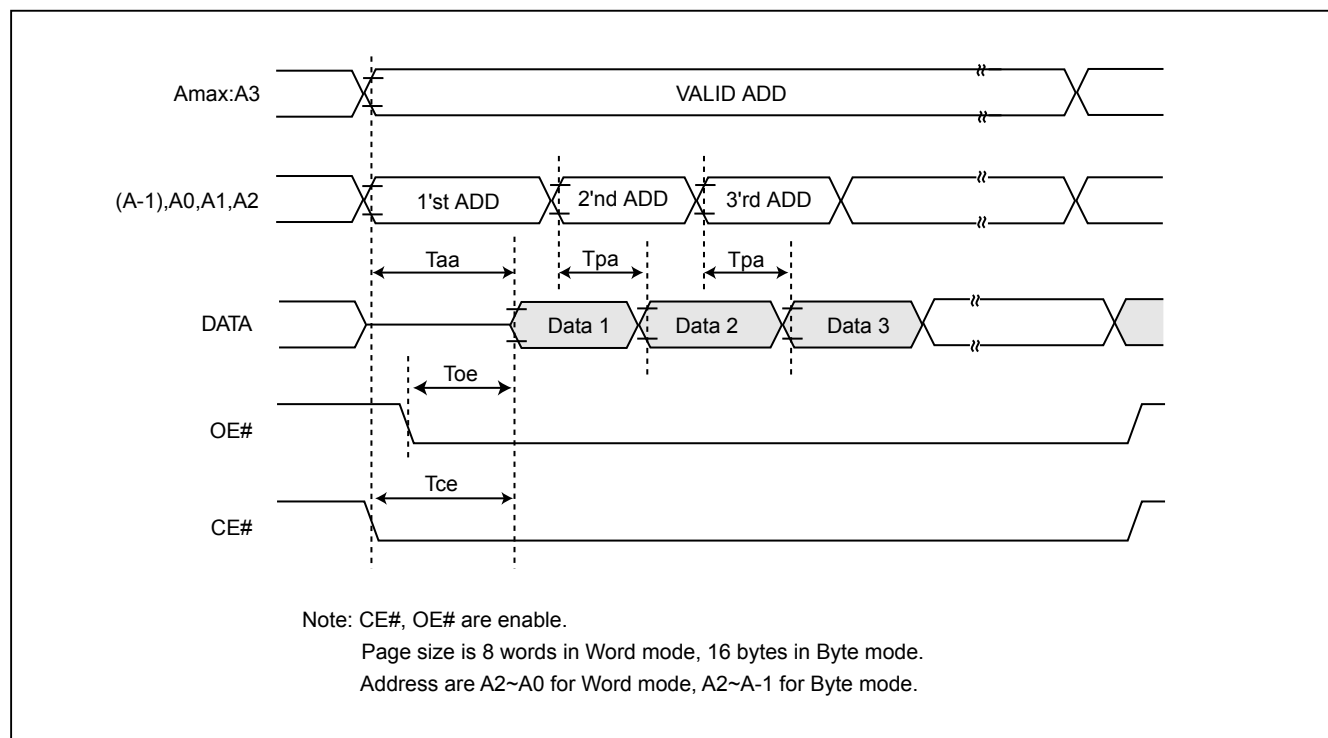 Amax:A3
VALID ADD
(A-1),A0,A1,A2
1'st ADD
2'nd ADD
3'rd ADD
Taa
Tpa
Tpa
DATA
Data 1
Data 2
Data 3
Toe
OE#
Tce
CE#
Note: CE#, OE# are enable.
Page size is 8 words in Word mode, 16 bytes in Byte mode.
Address are A2~A0 for Word mode, A2~A-1 for Byte mode.